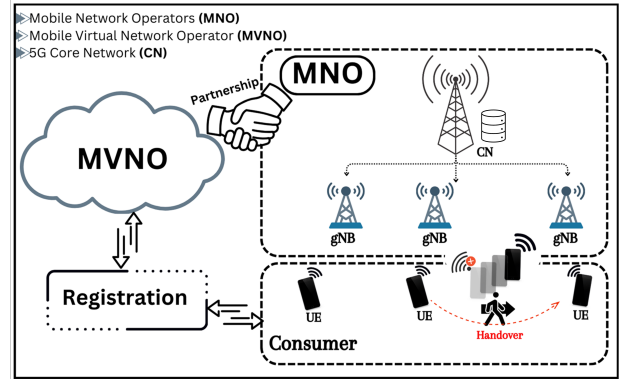 Mobile Network Operators (MNO)
Mobile Virtual Network Operator (MVNO)
5G Core Network (CN)
Partnership
MNO
MVNO
CN
gNB
gNB
gNB
Registration
UE
UE
UE
Handover
Consumer